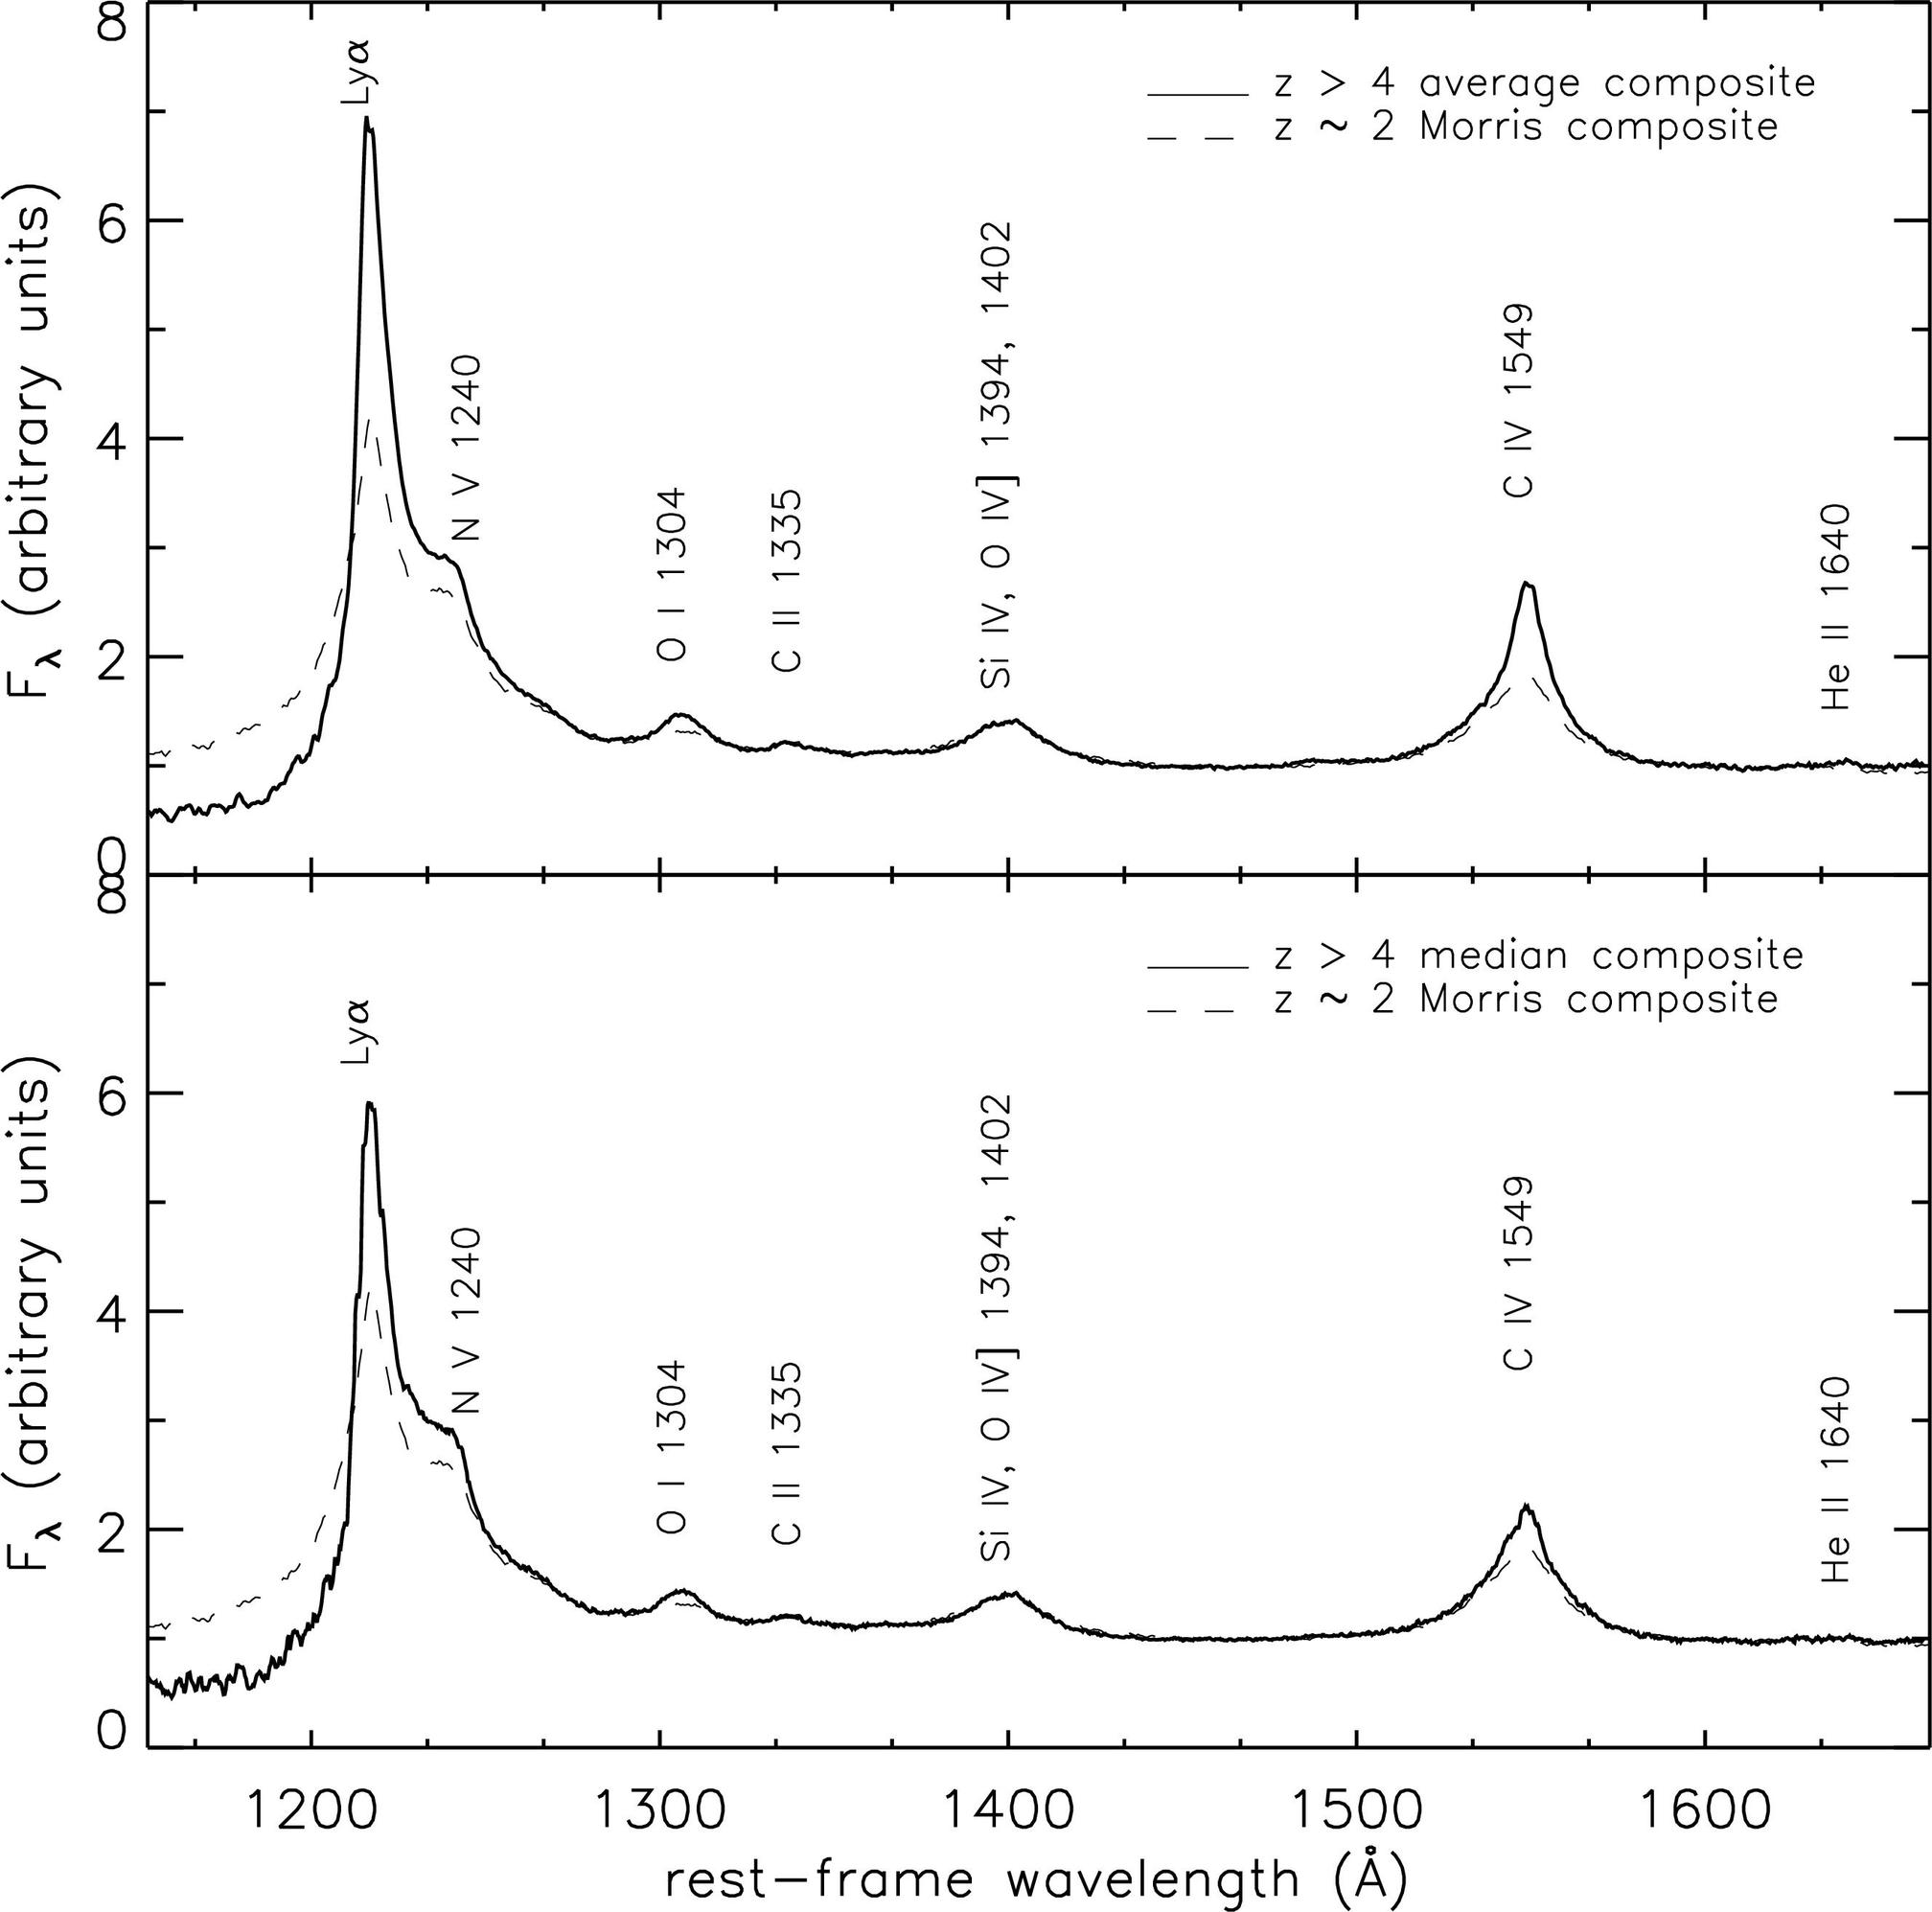 8
6
4
2
0
Fλ (arbitrary units)
z > 4 average composite
z ~ 2 Morris composite
Lyα
N V 1240
O I 1304
C II 1335
Si IV, O IV] 1394, 1402
C IV 1549
He II 1640
8
6
4
2
0
Fλ (arbitrary units)
z > 4 median composite
z ~ 2 Morris composite
Lyα
N V 1240
O I 1304
C II 1335
Si IV, O IV] 1394, 1402
C IV 1549
He II 1640
1200 1300 1400 1500 1600
rest-frame wavelength (Å)